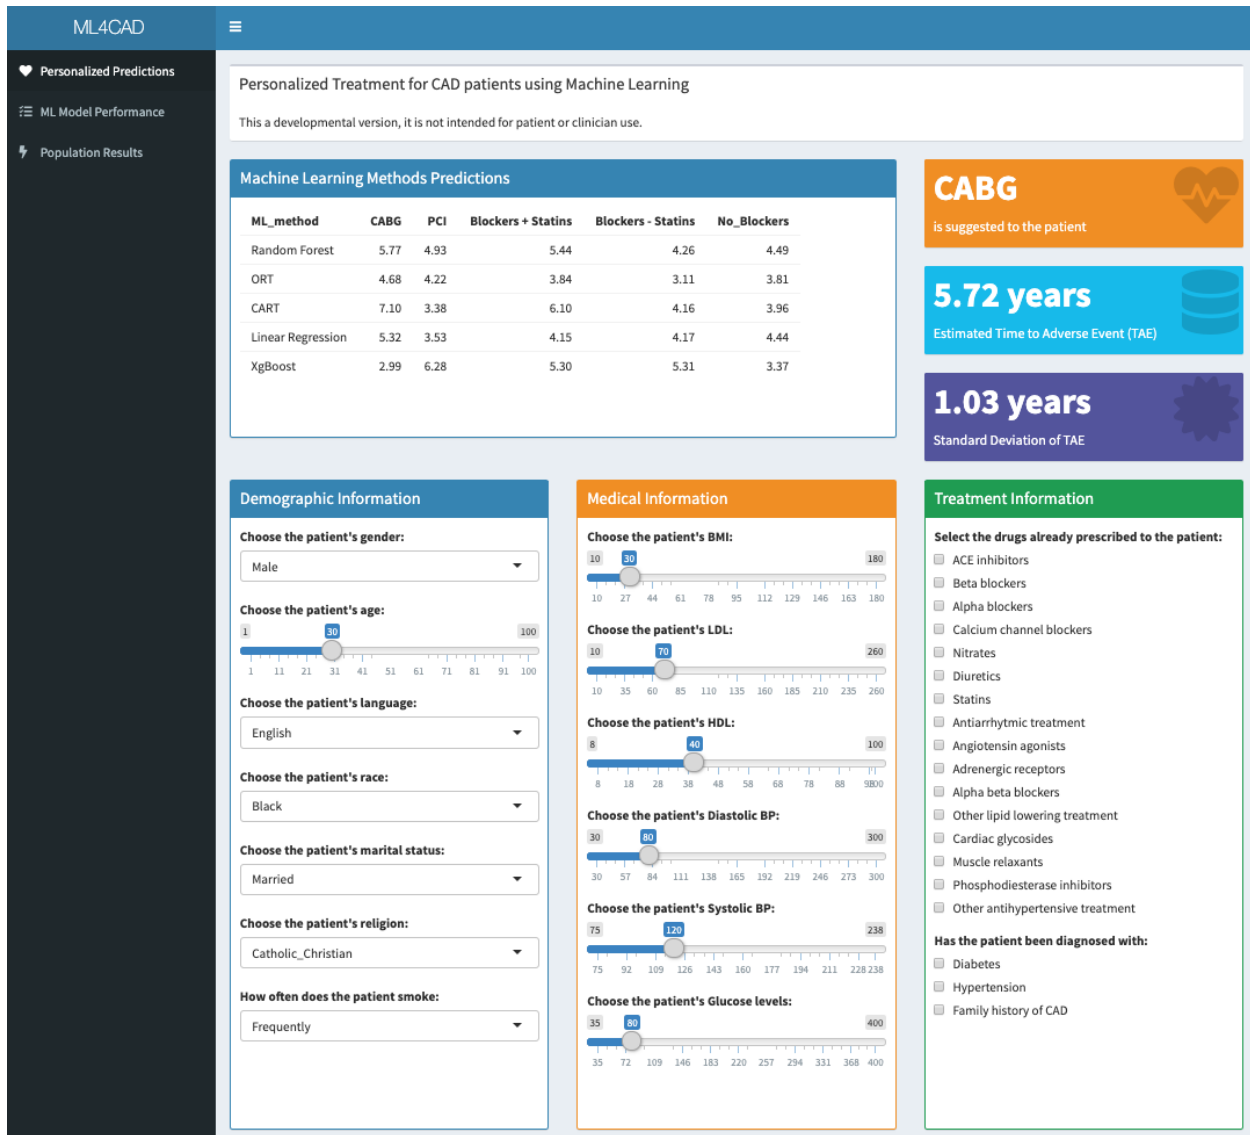 ML4CAD
Personalized Predictions
ML Model Performance
Population Results
Personalized Treatment for CAD patients using Machine Learning
This a developmental version, it is not intended for patient or clinician use.
Machine Learning Methods Predictions
ML_method CABG PCI Blockers + Statins Blockers - Statins No_Blockers
Random Forest 5.77 4.93 5.44 4.26 4.49
ORT 4.68 4.22 3.84 3.11 3.81
CART 7.10 3.38 6.10 4.16 3.96
Linear Regression 5.32 3.53 4.15 4.17 4.44
XgBoost 2.99 6.28 5.30 5.31 3.37
CABG
is suggested to the patient
5.72 years
Estimated Time to Adverse Event (TAE)
1.03 years
Standard Deviation of TAE
Demographic Information
Choose the patient's gender:
Male
Choose the patient's age:
1 30 100
1 11 21 31 41 51 61 71 81 91 100
Choose the patient's language:
English
Choose the patient's race:
Black
Choose the patient's marital status:
Married
Choose the patient's religion:
Catholic_Christian
How often does the patient smoke:
Frequently
Medical Information
Choose the patient's BMI:
10 30 180
10 27 44 61 78 95 112 129 146 163 180
Choose the patient's LDL:
10 70 260
10 35 60 85 110 135 160 185 210 235 260
Choose the patient's HDL:
8 40 100
8 18 28 38 48 58 68 78 88 98 100
Choose the patient's Diastolic BP:
30 80 300
30 57 84 111 138 165 192 219 246 273 300
Choose the patient's Systolic BP:
75 120 238
75 92 109 126 143 160 177 194 211 228 238
Choose the patient's Glucose levels:
35 80 400
35 72 109 146 183 220 257 294 331 368 400
Treatment Information
Select the drugs already prescribed to the patient:
ACE inhibitors
Beta blockers
Alpha blockers
Calcium channel blockers
Nitrates
Diuretics
Statins
Antiarrhytmic treatment
Angiotensin agonists
Adrenergic receptors
Alpha beta blockers
Other lipid lowering treatment
Cardiac glycosides
Muscle relaxants
Phosphodiesterase inhibitors
Other antihypertensive treatment
Has the patient been diagnosed with:
Diabetes
Hypertension
Family history of CAD